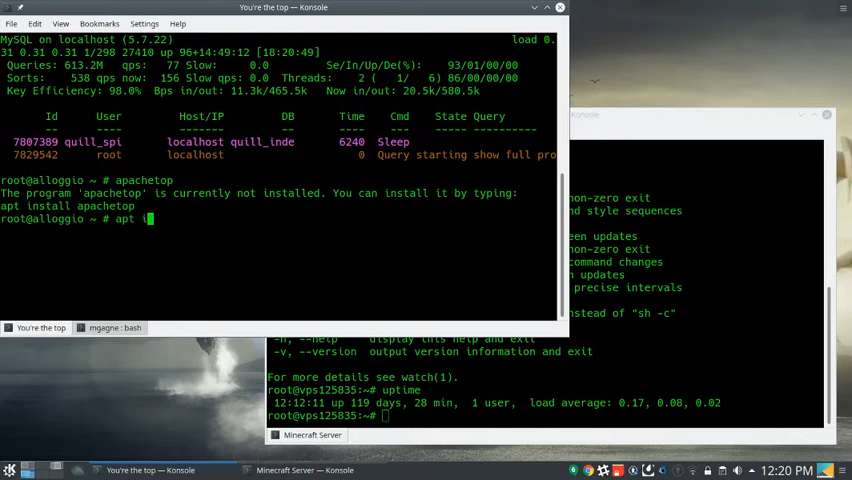 You're the top — Konsole
File Edit View Bookmarks Settings Help
MySQL on localhost (5.7.22) load 0.
31 0.31 0.31 1/298 27410 up 96+14:49:12 [18:20:49]
Queries: 613.2M qps: 77 Slow: 0.0 Se/In/Up/De(%): 93/01/00/00
Sorts: 538 qps now: 156 Slow qps: 0.0 Threads: 2 ( 1/ 6) 86/00/00/00
Key Efficiency: 98.0% Bps in/out: 11.3k/465.5k Now in/out: 20.5k/580.5k
Id User Host/IP DB Time Cmd State Query
-- ---- ------- -- ---- --- ----- ----------
7807389 quill_spi localhost quill_inde 6240 Sleep
7829542 root localhost 0 Query starting show full pro
root@alloggio ~ # apachetop
The program 'apachetop' is currently not installed. You can install it by typing:
apt install apachetop
root@alloggio ~ # apt i
You're the top
mgagne : bash
Konsole
non-zero exit
nd style sequences
een updates
non-zero exit
command changes
n updates
precise intervals
instead of "sh -c"
-h, --help display this help and exit
-v, --version output version information and exit
For more details see watch(1).
root@vps125835:~# uptime
12:12:11 up 119 days, 28 min, 1 user, load average: 0.17, 0.08, 0.02
root@vps125835:~#
Minecraft Server
You're the top — Konsole
Minecraft Server — Konsole
12:20 PM